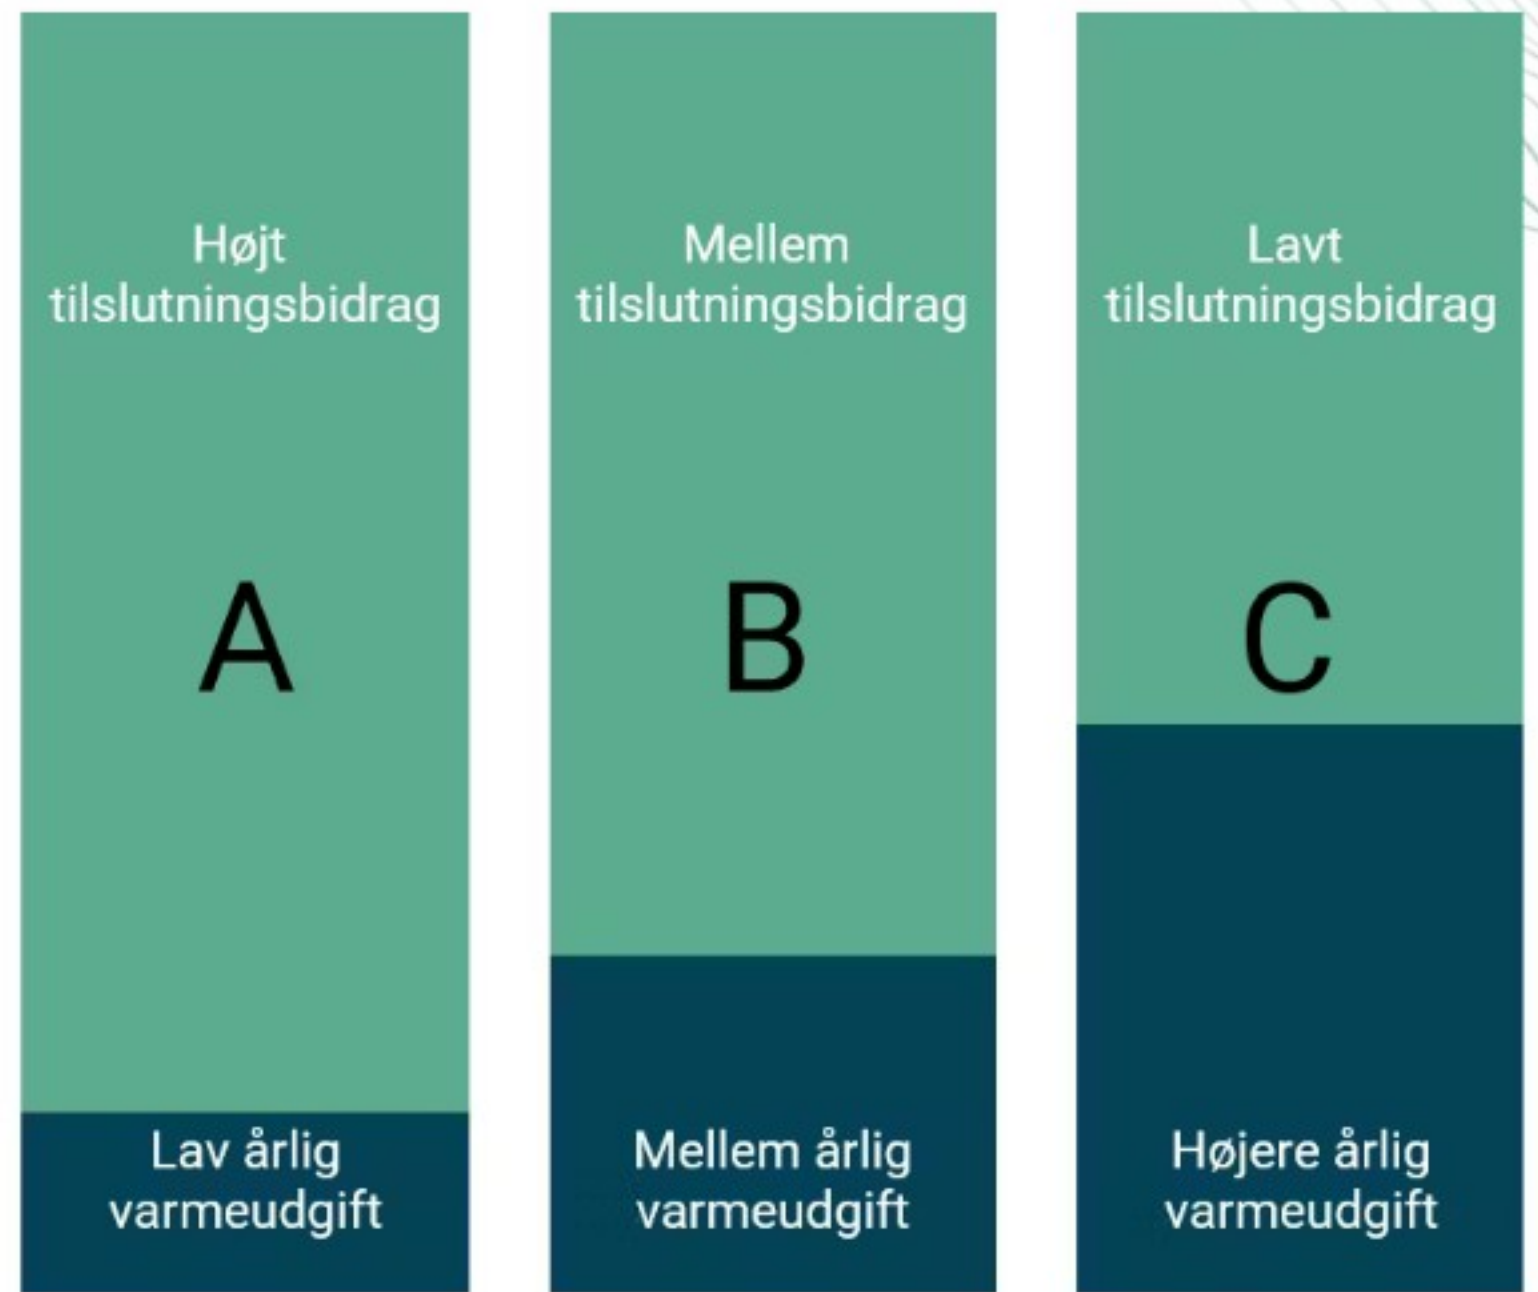 Højt
tilslutningsbidrag
A
Lav årlig
varmeudgift
Mellem
tilslutningsbidrag
B
Mellem årlig
varmeudgift
Lavt
tilslutningsbidrag
C
Højere årlig
varmeudgift